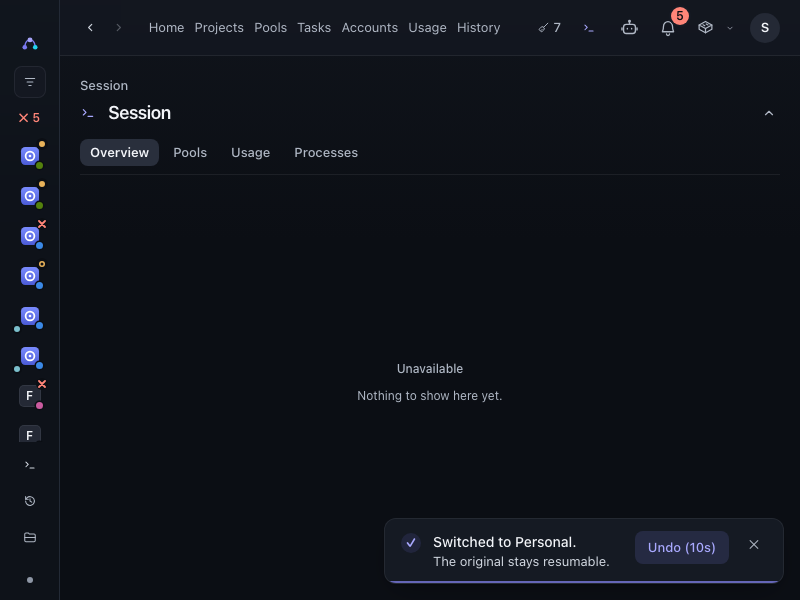 Home Projects Pools Tasks Accounts Usage History 7 5 S
5
Session
Session
Overview Pools Usage Processes
Unavailable
Nothing to show here yet.
F
F
Switched to Personal.
The original stays resumable.
Undo (10s)